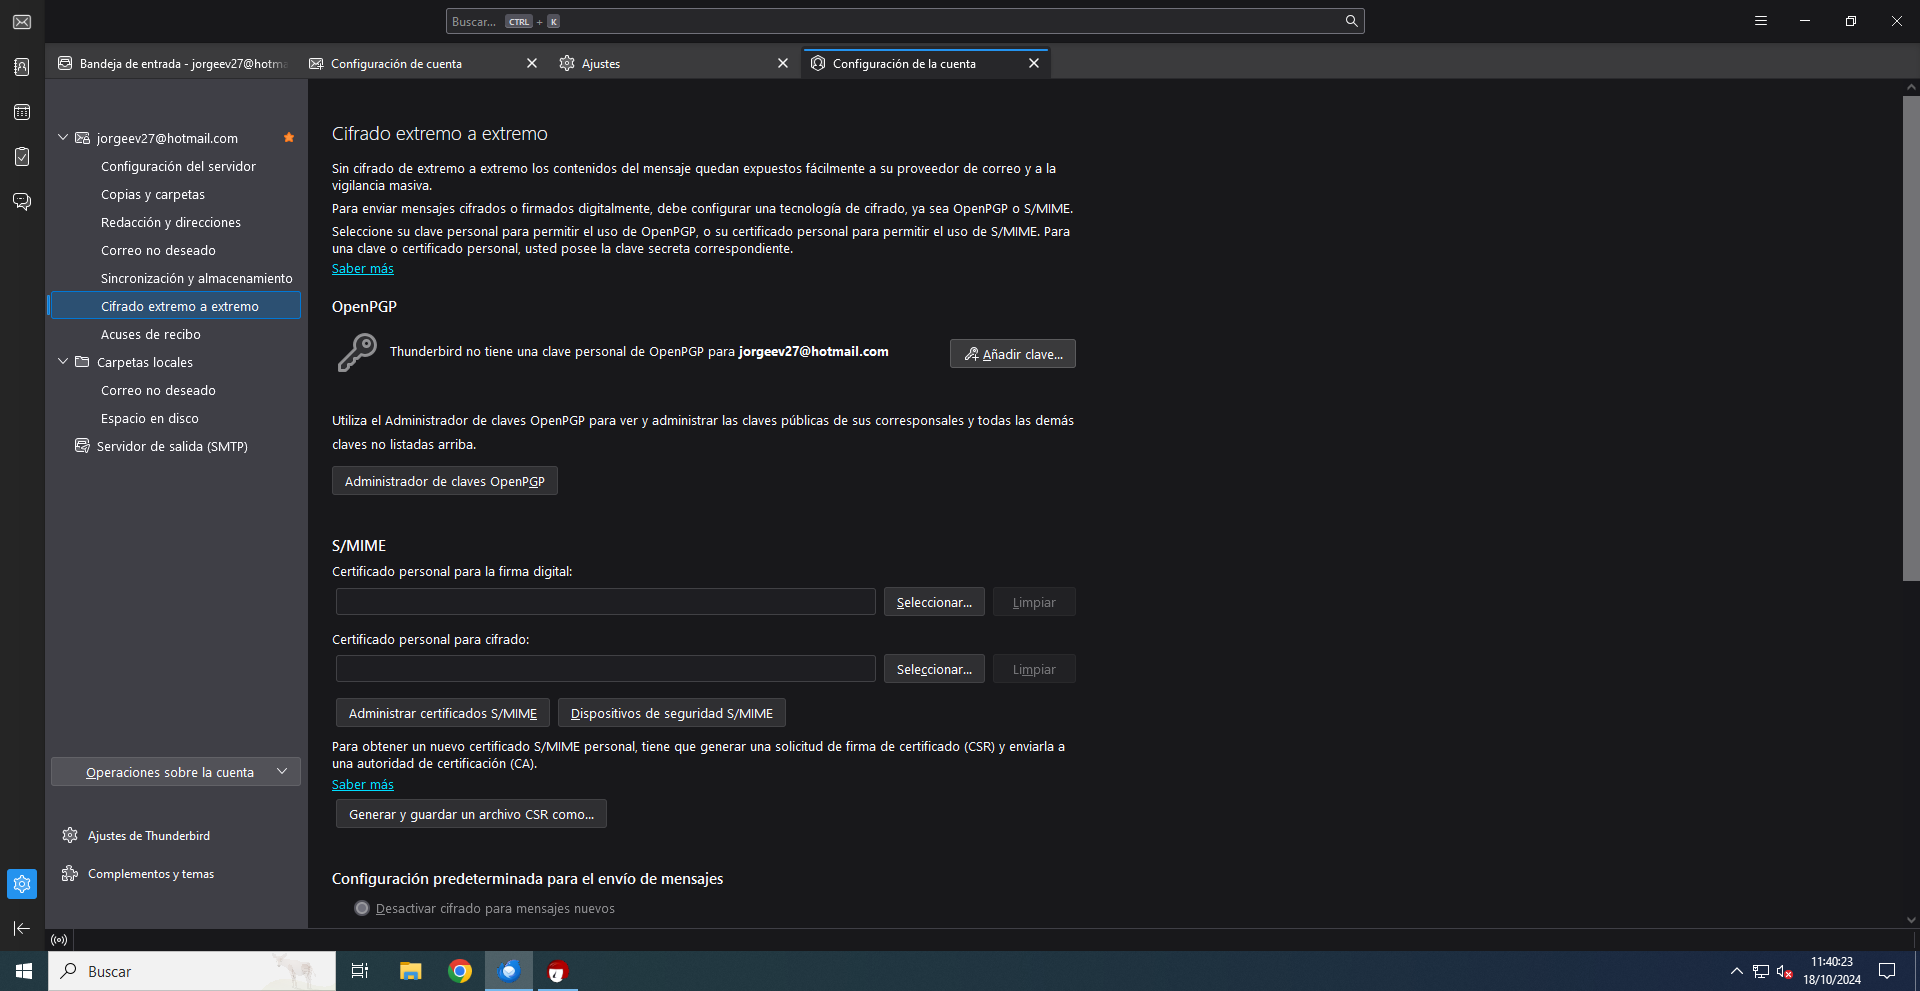 Buscar... CTRL + K
Bandeja de entrada - jorgeev27@hotma
Configuración de cuenta
Ajustes
Configuración de la cuenta
jorgeev27@hotmail.com
Configuración del servidor
Copias y carpetas
Redacción y direcciones
Correo no deseado
Sincronización y almacenamiento
Cifrado extremo a extremo
Acuses de recibo
Carpetas locales
Correo no deseado
Espacio en disco
Servidor de salida (SMTP)
Operaciones sobre la cuenta
Ajustes de Thunderbird
Complementos y temas
Cifrado extremo a extremo
Sin cifrado de extremo a extremo los contenidos del mensaje quedan expuestos fácilmente a su proveedor de correo y a la
vigilancia masiva.
Para enviar mensajes cifrados o firmados digitalmente, debe configurar una tecnología de cifrado, ya sea OpenPGP o S/MIME.
Seleccione su clave personal para permitir el uso de OpenPGP, o su certificado personal para permitir el uso de S/MIME. Para
una clave o certificado personal, usted posee la clave secreta correspondiente.
Saber más
OpenPGP
Thunderbird no tiene una clave personal de OpenPGP para jorgeev27@hotmail.com
Añadir clave...
Utiliza el Administrador de claves OpenPGP para ver y administrar las claves públicas de sus corresponsales y todas las demás
claves no listadas arriba.
Administrador de claves OpenPGP
S/MIME
Certificado personal para la firma digital:
Seleccionar... Limpiar
Certificado personal para cifrado:
Seleccionar... Limpiar
Administrar certificados S/MIME Dispositivos de seguridad S/MIME
Para obtener un nuevo certificado S/MIME personal, tiene que generar una solicitud de firma de certificado (CSR) y enviarla a
una autoridad de certificación (CA).
Saber más
Generar y guardar un archivo CSR como...
Configuración predeterminada para el envío de mensajes
Desactivar cifrado para mensajes nuevos
Buscar
11:40:23
18/10/2024